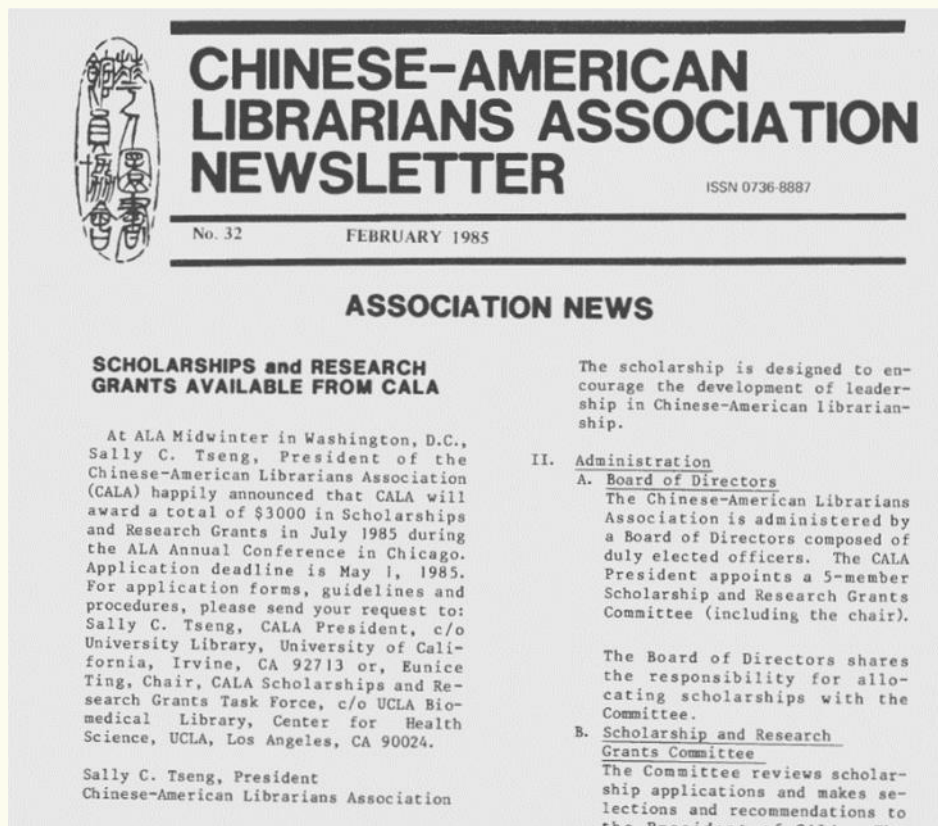 華人圖書
館員協會
CHINESE-AMERICAN
LIBRARIANS ASSOCIATION
NEWSLETTER
ISSN 0736-8887
No. 32 FEBRUARY 1985
ASSOCIATION NEWS
SCHOLARSHIPS and RESEARCH
GRANTS AVAILABLE FROM CALA
At ALA Midwinter in Washington, D.C.,
Sally C. Tseng, President of the
Chinese-American Librarians Association
(CALA) happily announced that CALA will
award a total of $3000 in Scholarships
and Research Grants in July 1985 during
the ALA Annual Conference in Chicago.
Application deadline is May 1, 1985.
For application forms, guidelines and
procedures, please send your request to:
Sally C. Tseng, CALA President, c/o
University Library, University of Cali-
fornia, Irvine, CA 92713 or, Eunice
Ting, Chair, CALA Scholarships and Re-
search Grants Task Force, c/o UCLA Bio-
medical Library, Center for Health
Science, UCLA, Los Angeles, CA 90024.
Sally C. Tseng, President
Chinese-American Librarians Association
The scholarship is designed to en-
courage the development of leader-
ship in Chinese-American librarian-
ship.
II. Administration
A. Board of Directors
The Chinese-American Librarians
Association is administered by
a Board of Directors composed of
duly elected officers. The CALA
President appoints a 5-member
Scholarship and Research Grants
Committee (including the chair).
The Board of Directors shares
the responsibility for allo-
cating scholarships with the
Committee.
B. Scholarship and Research
Grants Committee
The Committee reviews scholar-
ship applications and makes se-
lections and recommendations to